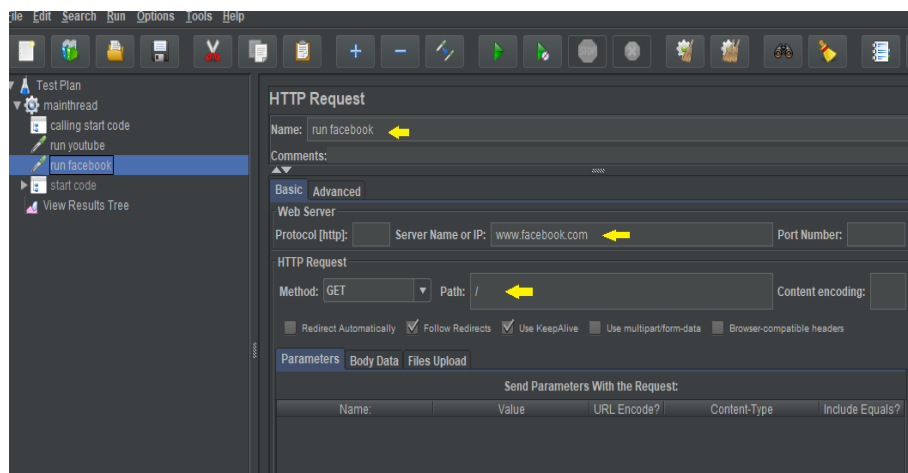 File Edit Search Run Options Tools Help
STOP
Test Plan
mainthread
calling start code
run youtube
run facebook
start code
View Results Tree
HTTP Request
Name: run facebook
Comments:
Basic Advanced
Web Server
Protocol [http]: Server Name or IP: www.facebook.com Port Number:
HTTP Request
Method: GET Path: / Content encoding:
Redirect Automatically Follow Redirects Use KeepAlive Use multipart/form-data Browser-compatible headers
Parameters Body Data Files Upload
Send Parameters With the Request:
Name: Value URL Encode? Content-Type Include Equals?